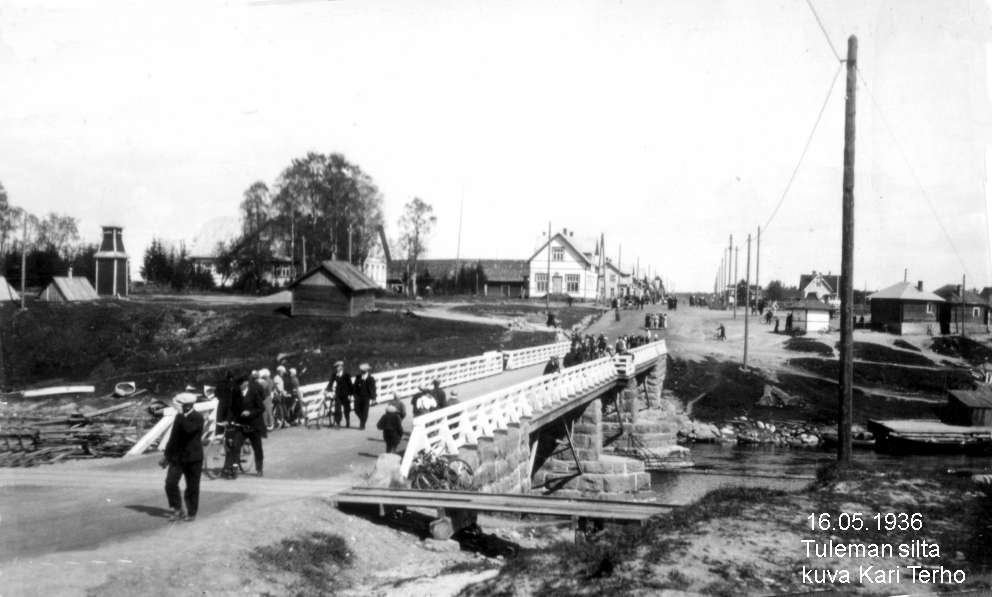 16.05.1936
Tuleman silta
kuva Kari Terho